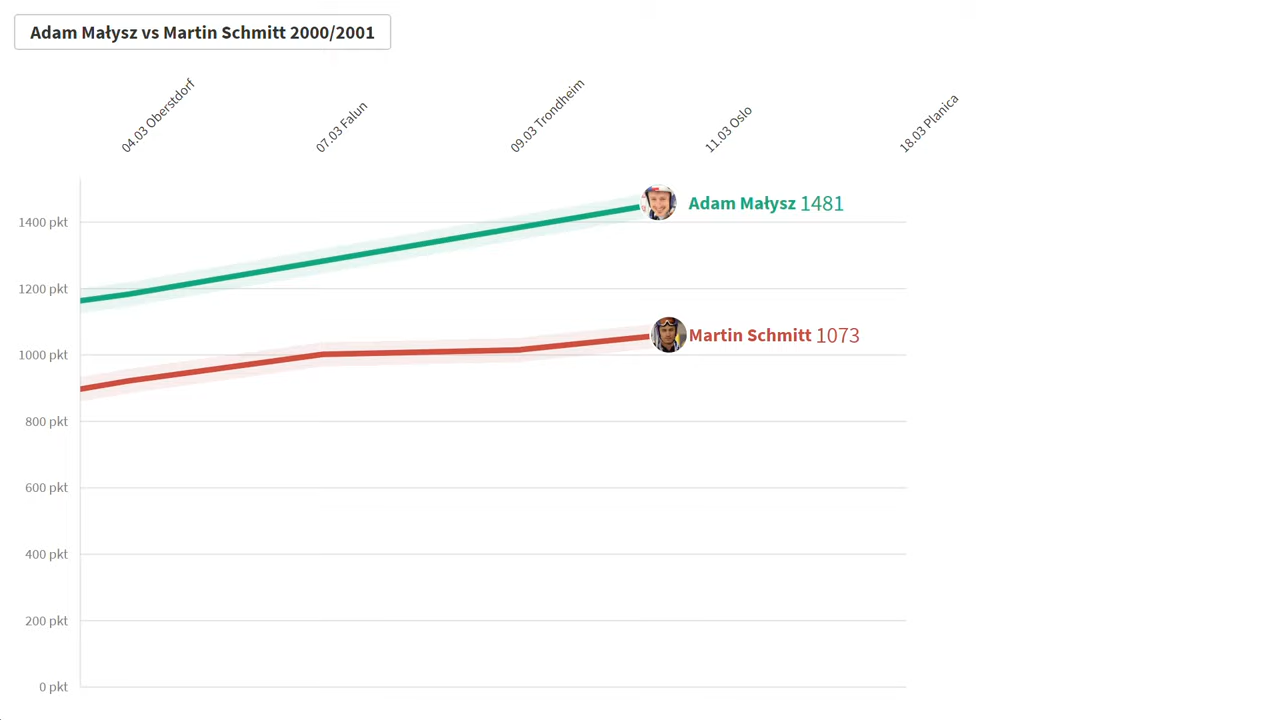 Adam Małysz vs Martin Schmitt 2000/2001
04.03 Oberstdorf
07.03 Falun
09.03 Trondheim
11.03 Oslo
18.03 Planica
Adam Małysz 1481
1400 pkt
1200 pkt
Martin Schmitt 1073
1000 pkt
800 pkt
600 pkt
400 pkt
200 pkt
0 pkt